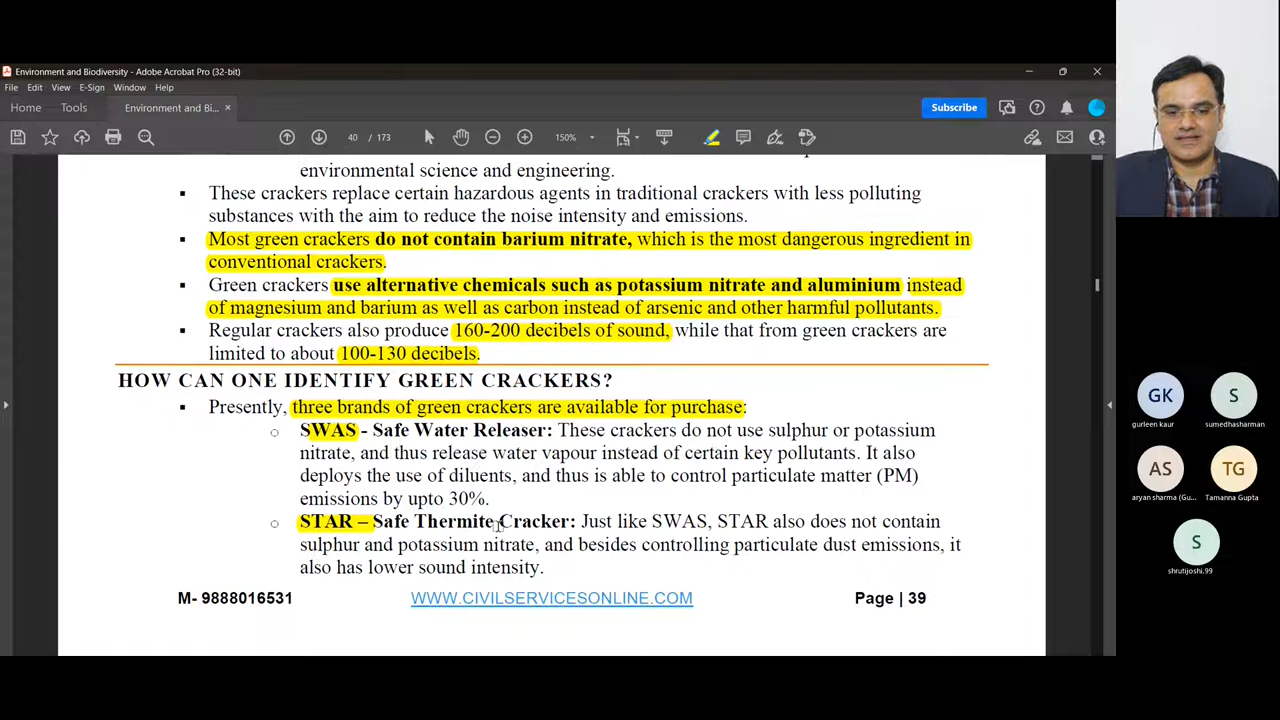 Environment and Biodiversity - Adobe Acrobat Pro (32-bit)
File Edit View E-Sign Window Help
Home Tools Environment and Bi... × Subscribe
40 / 173 150%
environmental science and engineering.
▪ These crackers replace certain hazardous agents in traditional crackers with less polluting
substances with the aim to reduce the noise intensity and emissions.
▪ Most green crackers do not contain barium nitrate, which is the most dangerous ingredient in
conventional crackers.
▪ Green crackers use alternative chemicals such as potassium nitrate and aluminium instead
of magnesium and barium as well as carbon instead of arsenic and other harmful pollutants.
▪ Regular crackers also produce 160-200 decibels of sound, while that from green crackers are
limited to about 100-130 decibels.
HOW CAN ONE IDENTIFY GREEN CRACKERS?
▪ Presently, three brands of green crackers are available for purchase:
○ SWAS - Safe Water Releaser: These crackers do not use sulphur or potassium
nitrate, and thus release water vapour instead of certain key pollutants. It also
deploys the use of diluents, and thus is able to control particulate matter (PM)
emissions by upto 30%.
○ STAR – Safe Thermite Cracker: Just like SWAS, STAR also does not contain
sulphur and potassium nitrate, and besides controlling particulate dust emissions, it
also has lower sound intensity.
M- 9888016531 WWW.CIVILSERVICESONLINE.COM Page | 39
GK S
gurleen kaur sumedhasharman
AS TG
aryan sharma (Gu... Tamanna Gupta
S
shrutijoshi.99